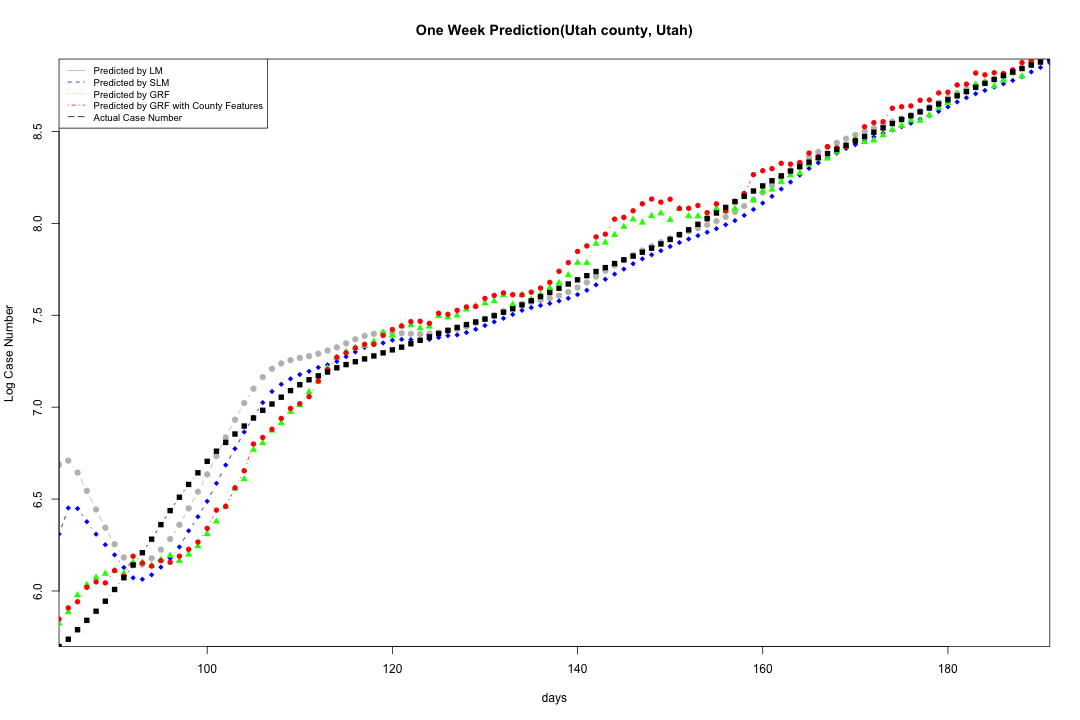 One Week Prediction(Utah county, Utah)
Predicted by LM
Predicted by SLM
Predicted by GRF
Predicted by GRF with County Features
Actual Case Number
Log Case Number
8.5
8.0
7.5
7.0
6.5
6.0
100 120 140 160 180
days